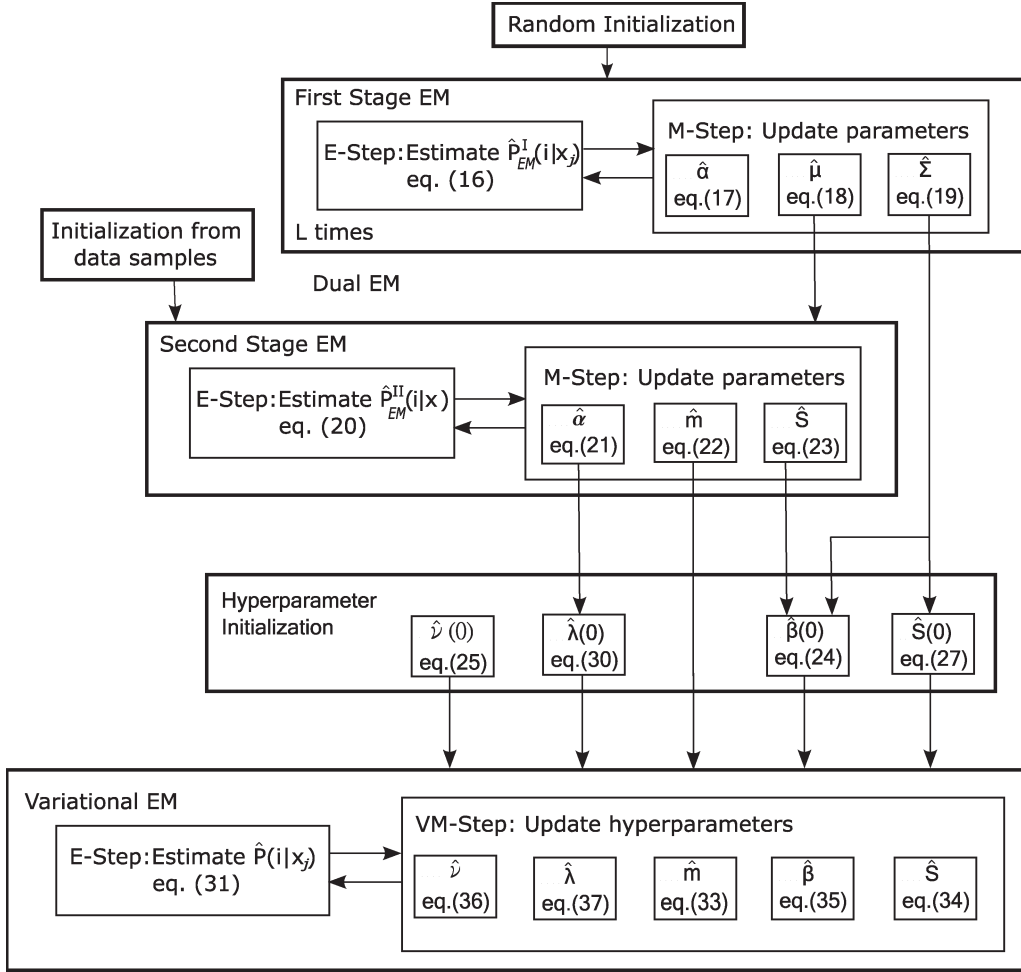 Random Initialization
First Stage EM
M-Step: Update parameters
E-Step:Estimate P̂ᴵ_EM(i|xⱼ)
eq. (16)
α̂
eq.(17)
μ̂
eq.(18)
Σ̂
eq.(19)
L times
Initialization from
data samples
Dual EM
Second Stage EM
M-Step: Update parameters
E-Step:Estimate P̂ᴵᴵ_EM(i|x)
eq. (20)
α̂
eq.(21)
m̂
eq.(22)
Ŝ
eq.(23)
Hyperparameter
Initialization
ν̂ (0)
eq.(25)
λ̂(0)
eq.(30)
β̂(0)
eq.(24)
Ŝ(0)
eq.(27)
Variational EM
VM-Step: Update hyperparameters
E-Step:Estimate P̂(i|xⱼ)
eq. (31)
ν̂
eq.(36)
λ̂
eq.(37)
m̂
eq.(33)
β̂
eq.(35)
Ŝ
eq.(34)